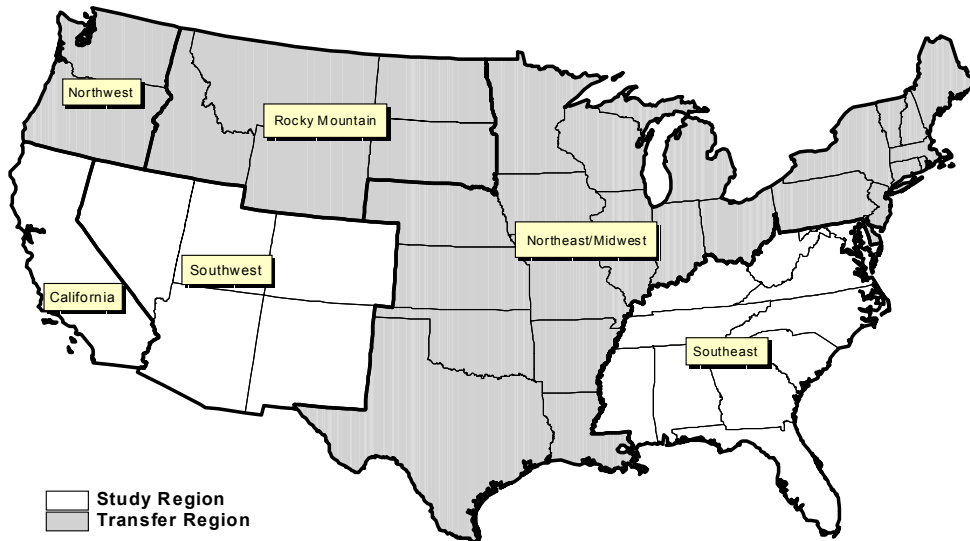 Northwest
Rocky Mountain
Northeast/Midwest
Southwest
California
Southeast
Study Region
Transfer Region